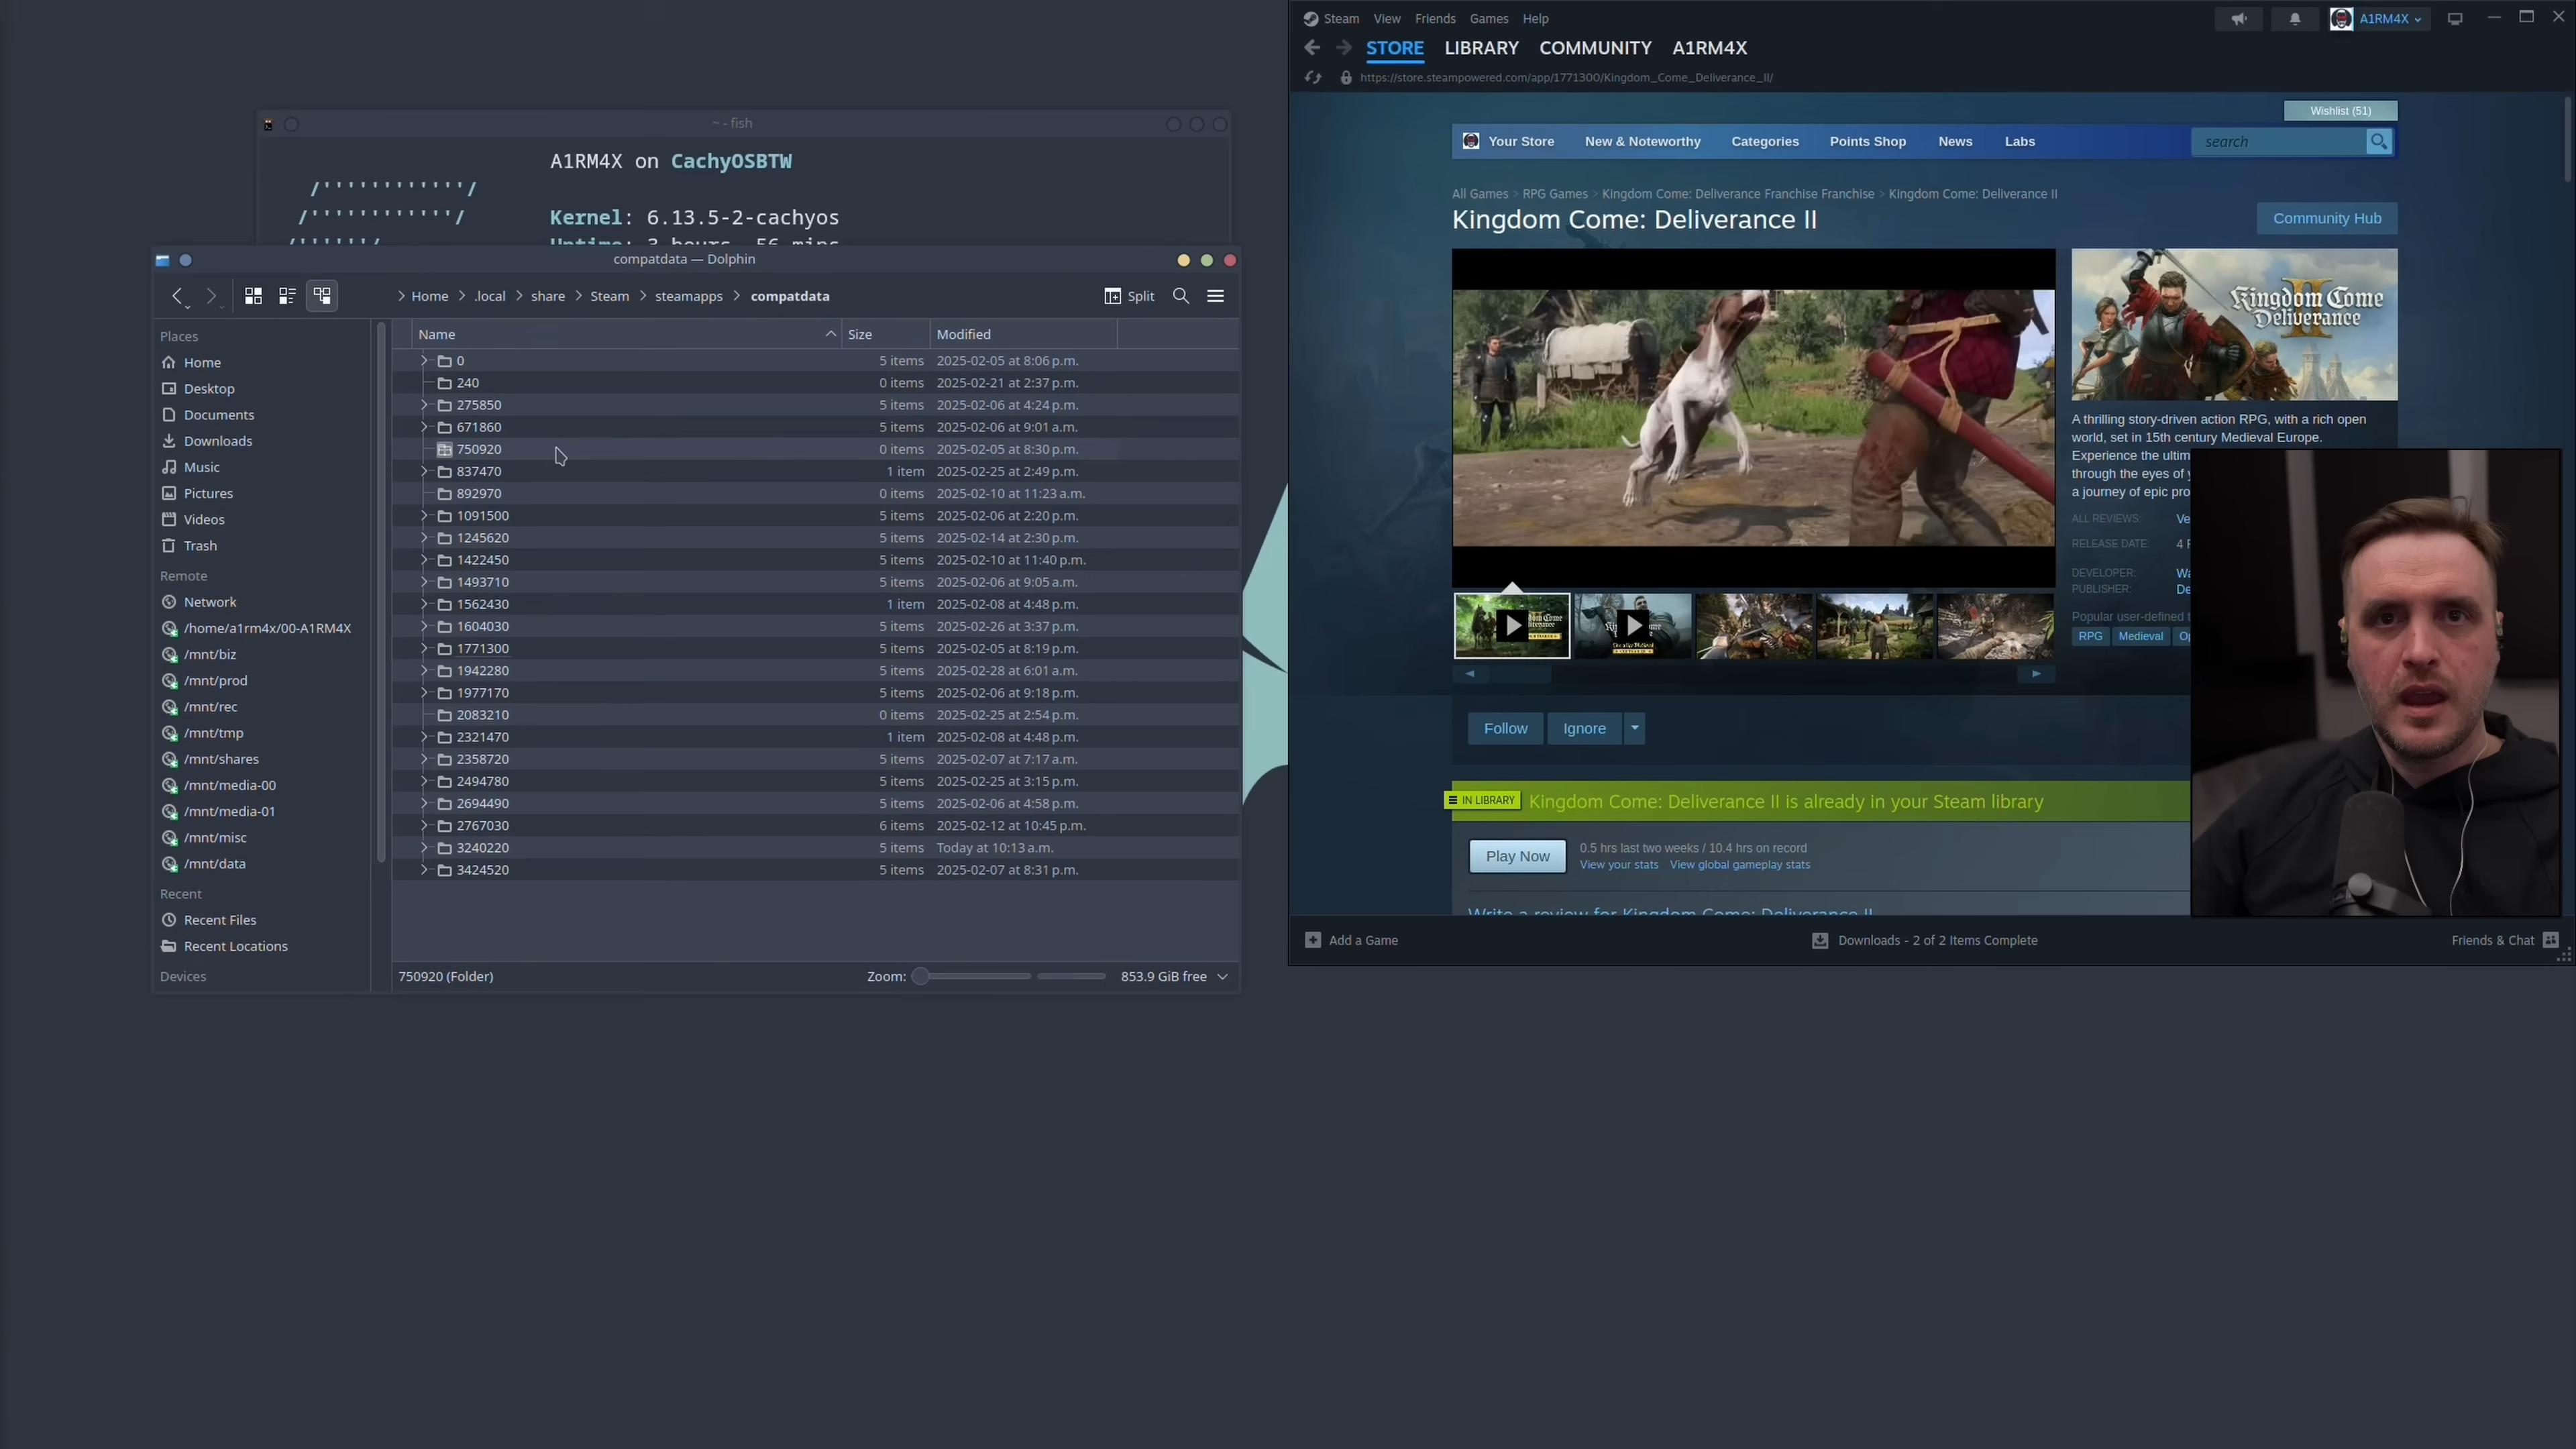 ~ - fish
A1RM4X on CachyOSBTW
Kernel: 6.13.5-2-cachyos
Uptime: 3 hours, 56 mins
compatdata — Dolphin
Home
.local
share
Steam
steamapps
compatdata
Split
Places
Home
Desktop
Documents
Downloads
Music
Pictures
Videos
Trash
Remote
Network
/home/a1rm4x/00-A1RM4X
/mnt/biz
/mnt/prod
/mnt/rec
/mnt/tmp
/mnt/shares
/mnt/media-00
/mnt/media-01
/mnt/misc
/mnt/data
Recent
Recent Files
Recent Locations
Devices
Name Size Modified
0 5 items 2025-02-05 at 8:06 p.m.
240 0 items 2025-02-21 at 2:37 p.m.
275850 5 items 2025-02-06 at 4:24 p.m.
671860 5 items 2025-02-06 at 9:01 a.m.
750920 0 items 2025-02-05 at 8:30 p.m.
837470 1 item 2025-02-25 at 2:49 p.m.
892970 0 items 2025-02-10 at 11:23 a.m.
1091500 5 items 2025-02-06 at 2:20 p.m.
1245620 5 items 2025-02-14 at 2:30 p.m.
1422450 5 items 2025-02-10 at 11:40 p.m.
1493710 5 items 2025-02-06 at 9:05 a.m.
1562430 1 item 2025-02-08 at 4:48 p.m.
1604030 5 items 2025-02-26 at 3:37 p.m.
1771300 5 items 2025-02-05 at 8:19 p.m.
1942280 5 items 2025-02-28 at 6:01 a.m.
1977170 5 items 2025-02-06 at 9:18 p.m.
2083210 0 items 2025-02-25 at 2:54 p.m.
2321470 1 item 2025-02-08 at 4:48 p.m.
2358720 5 items 2025-02-07 at 7:17 a.m.
2494780 5 items 2025-02-25 at 3:15 p.m.
2694490 5 items 2025-02-06 at 4:58 p.m.
2767030 6 items 2025-02-12 at 10:45 p.m.
3240220 5 items Today at 10:13 a.m.
3424520 5 items 2025-02-07 at 8:31 p.m.
750920 (Folder)
Zoom:
853.9 GiB free
Steam View Friends Games Help
A1RM4X
STORE LIBRARY COMMUNITY A1RM4X
https://store.steampowered.com/app/1771300/Kingdom_Come_Deliverance_II/
Wishlist (51)
Your Store New & Noteworthy Categories Points Shop News Labs
search
All Games > RPG Games > Kingdom Come: Deliverance Franchise Franchise > Kingdom Come: Deliverance II
Kingdom Come: Deliverance II
Community Hub
Kingdom Come
Deliverance
II
A thrilling story-driven action RPG, with a rich open
world, set in 15th century Medieval Europe.
Experience the ultim
through the eyes of y
a journey of epic pro
ALL REVIEWS: Ve
RELEASE DATE: 4 F
DEVELOPER: Wa
PUBLISHER: De
Popular user-defined t
RPG Medieval Op
Follow Ignore
IN LIBRARY Kingdom Come: Deliverance II is already in your Steam library
Play Now
0.5 hrs last two weeks / 10.4 hrs on record
View your stats View global gameplay stats
Write a review for Kingdom Come: Deliverance II
Add a Game
Downloads - 2 of 2 Items Complete
Friends & Chat